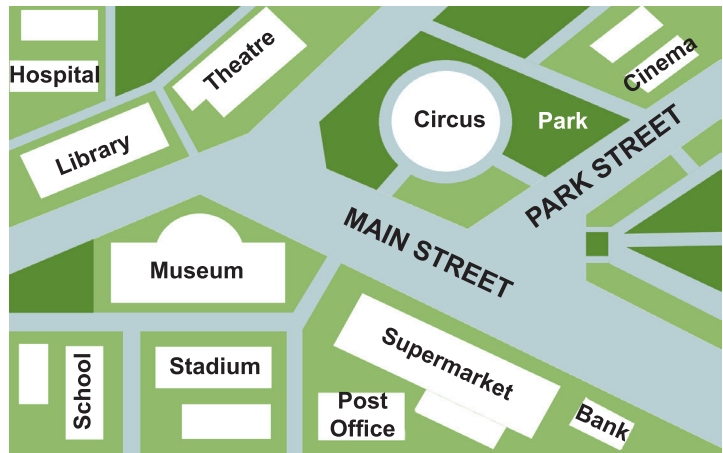 Hospital
Theatre
Cinema
Library
Circus
Park
PARK STREET
MAIN STREET
Museum
School
Stadium
Supermarket
Post
Office
Bank